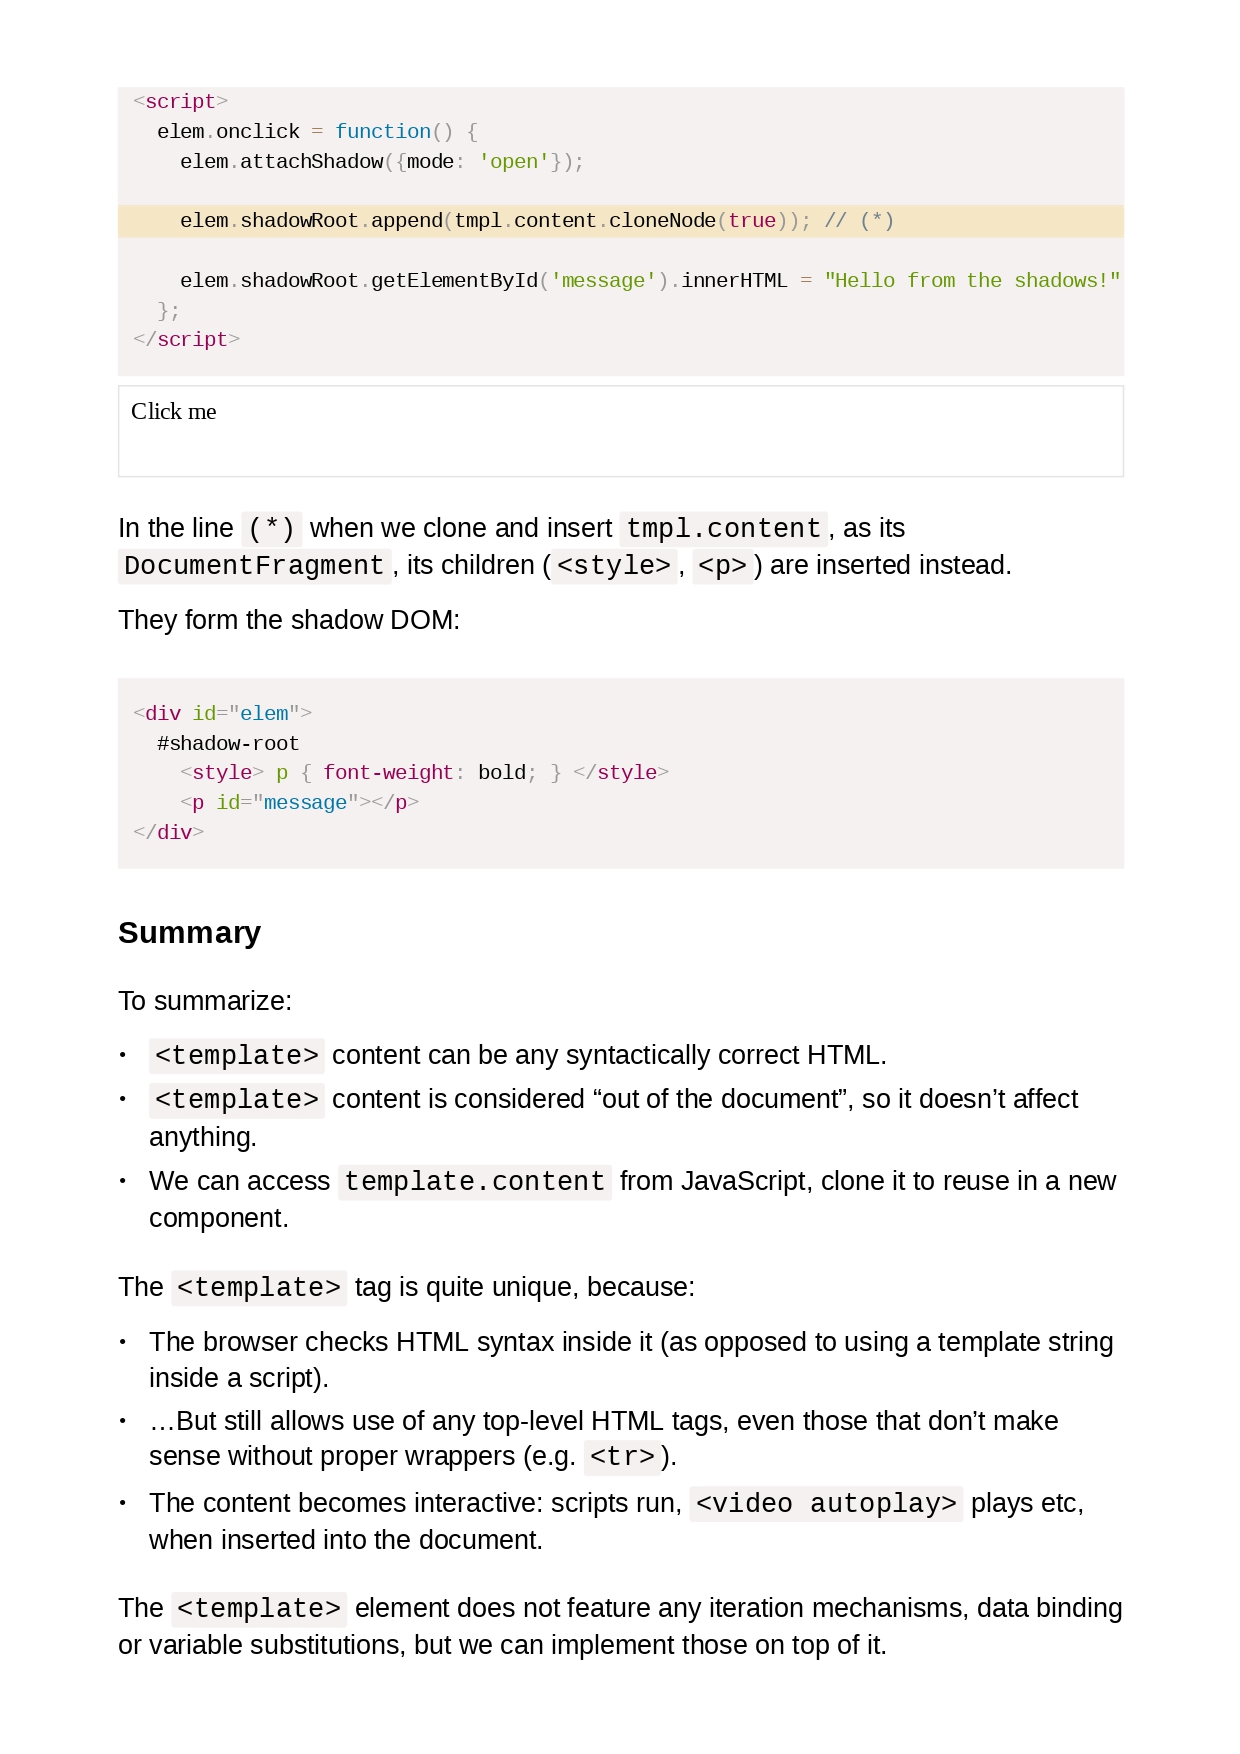 <script>
  elem.onclick = function() {
    elem.attachShadow({mode: 'open'});
    elem.shadowRoot.append(tmpl.content.cloneNode(true)); // (*)
    elem.shadowRoot.getElementById('message').innerHTML = "Hello from the shadows!"
  };
</script>
Click me
In the line (*) when we clone and insert tmpl.content, as its
DocumentFragment, its children (<style>, <p>) are inserted instead.
They form the shadow DOM:
<div id="elem">
  #shadow-root
    <style> p { font-weight: bold; } </style>
    <p id="message"></p>
</div>
Summary
To summarize:
• <template> content can be any syntactically correct HTML.
• <template> content is considered “out of the document”, so it doesn’t affect
anything.
• We can access template.content from JavaScript, clone it to reuse in a new
component.
The <template> tag is quite unique, because:
• The browser checks HTML syntax inside it (as opposed to using a template string
inside a script).
• …But still allows use of any top-level HTML tags, even those that don’t make
sense without proper wrappers (e.g. <tr>).
• The content becomes interactive: scripts run, <video autoplay> plays etc,
when inserted into the document.
The <template> element does not feature any iteration mechanisms, data binding
or variable substitutions, but we can implement those on top of it.